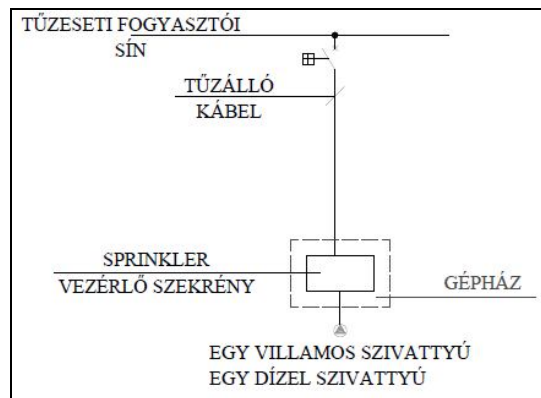 TŰZESETI FOGYASZTÓI
SÍN
TŰZÁLLÓ
KÁBEL
SPRINKLER
VEZÉRLŐ SZEKRÉNY
GÉPHÁZ
EGY VILLAMOS SZIVATTYÚ
EGY DÍZEL SZIVATTYÚ